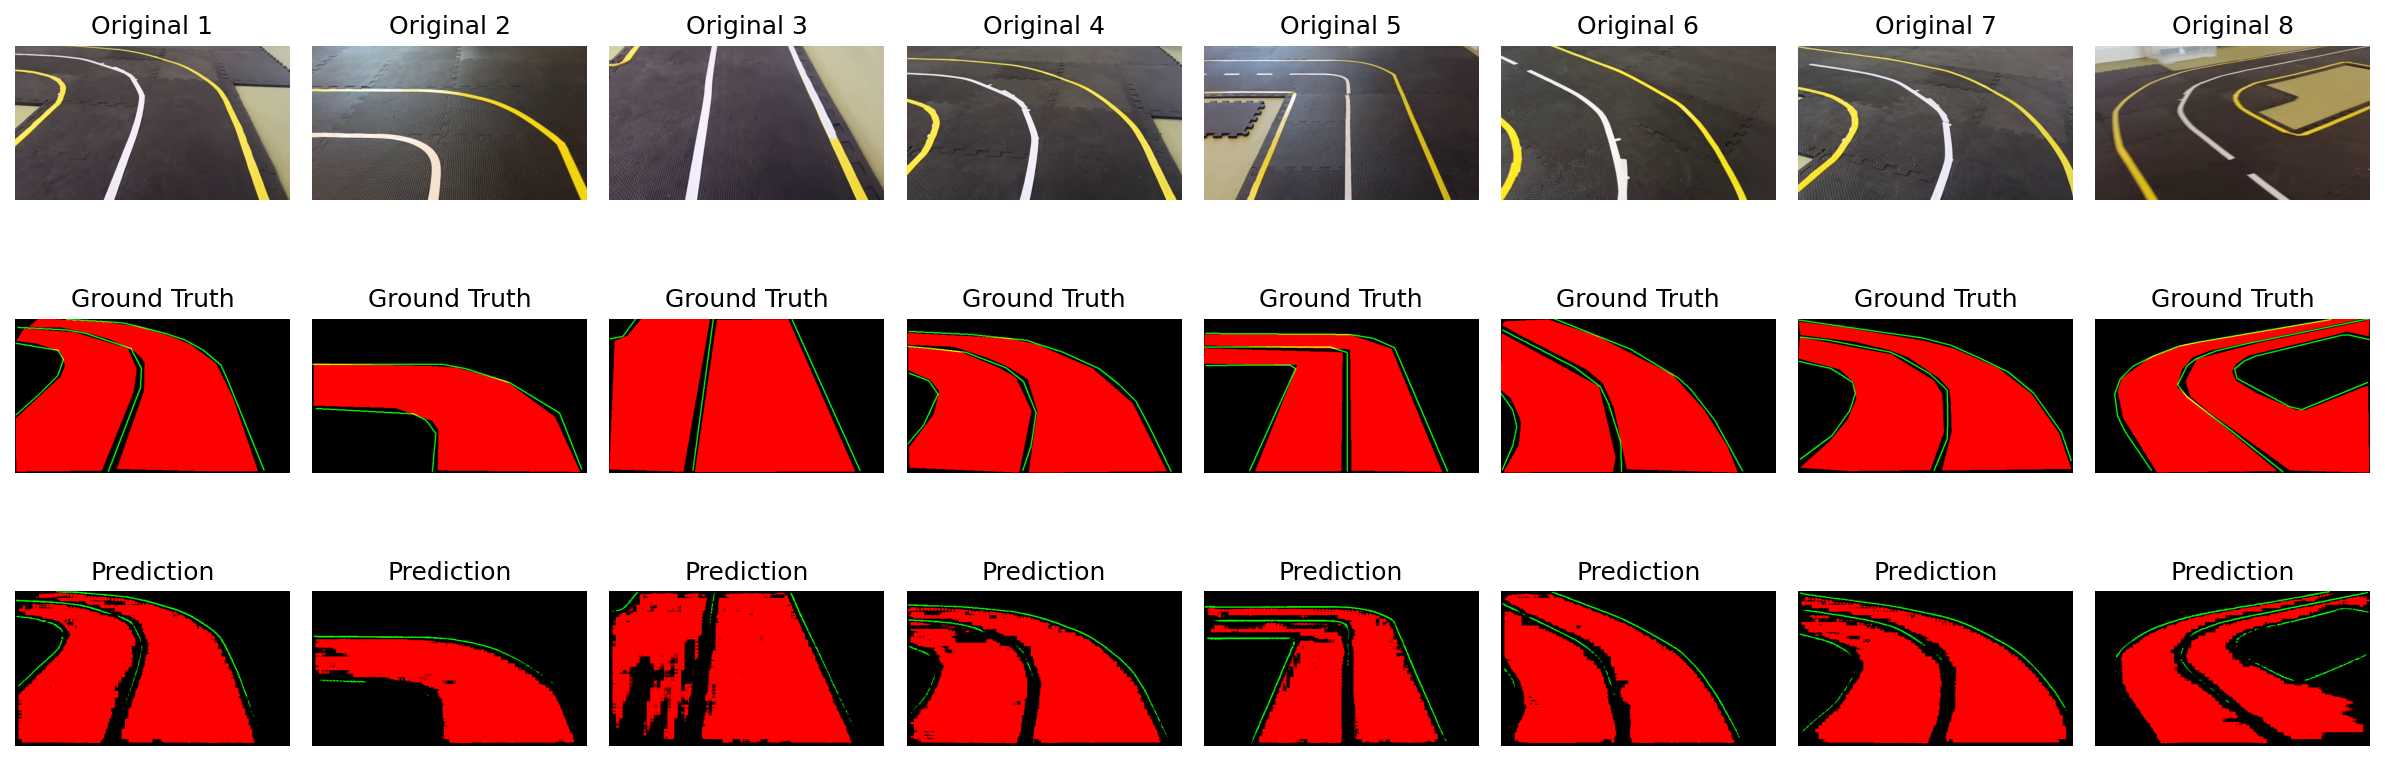 Original 1
Original 2
Original 3
Original 4
Original 5
Original 6
Original 7
Original 8
Ground Truth
Ground Truth
Ground Truth
Ground Truth
Ground Truth
Ground Truth
Ground Truth
Ground Truth
Prediction
Prediction
Prediction
Prediction
Prediction
Prediction
Prediction
Prediction